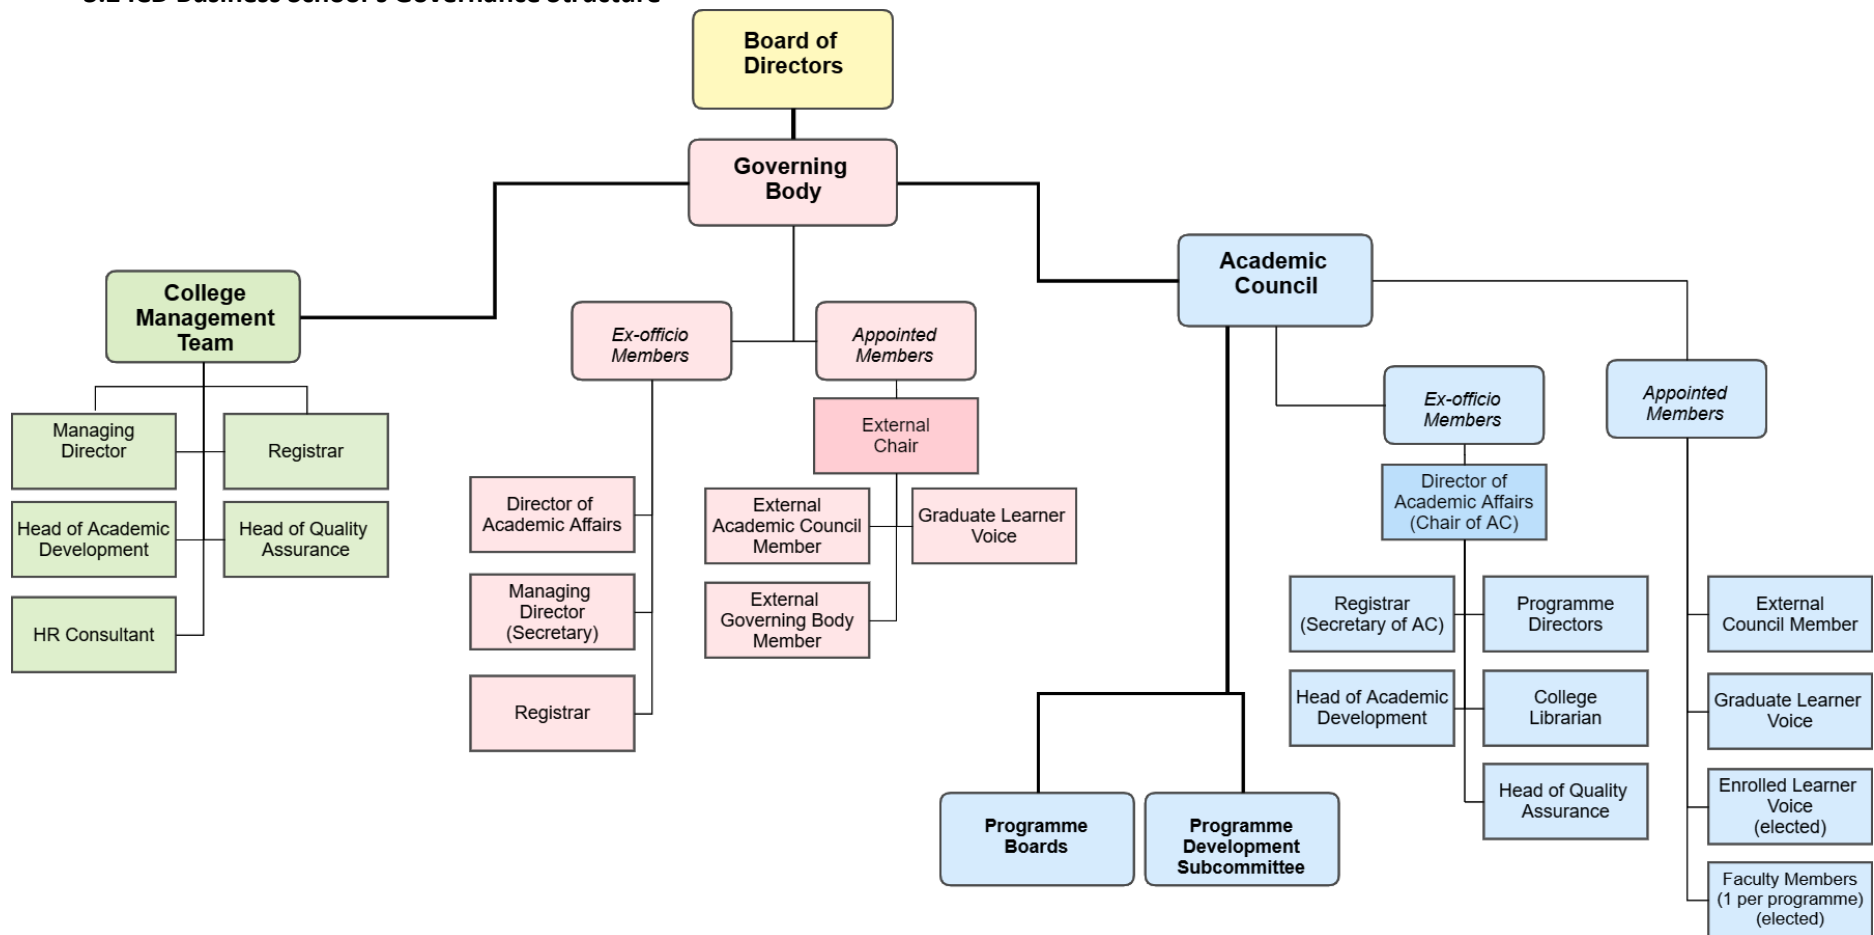 Board of
Directors
Governing
Body
College
Management
Team
Managing
Director
Registrar
Head of Academic
Development
Head of Quality
Assurance
HR Consultant
Ex-officio
Members
Appointed
Members
Director of
Academic Affairs
Managing
Director
(Secretary)
Registrar
External
Chair
External
Academic Council
Member
Graduate Learner
Voice
External
Governing Body
Member
Academic
Council
Programme
Boards
Programme
Development
Subcommittee
Ex-officio
Members
Director of
Academic Affairs
(Chair of AC)
Registrar
(Secretary of AC)
Programme
Directors
Head of Academic
Development
College
Librarian
Head of Quality
Assurance
Appointed
Members
External
Council Member
Graduate Learner
Voice
Enrolled Learner
Voice
(elected)
Faculty Members
(1 per programme)
(elected)